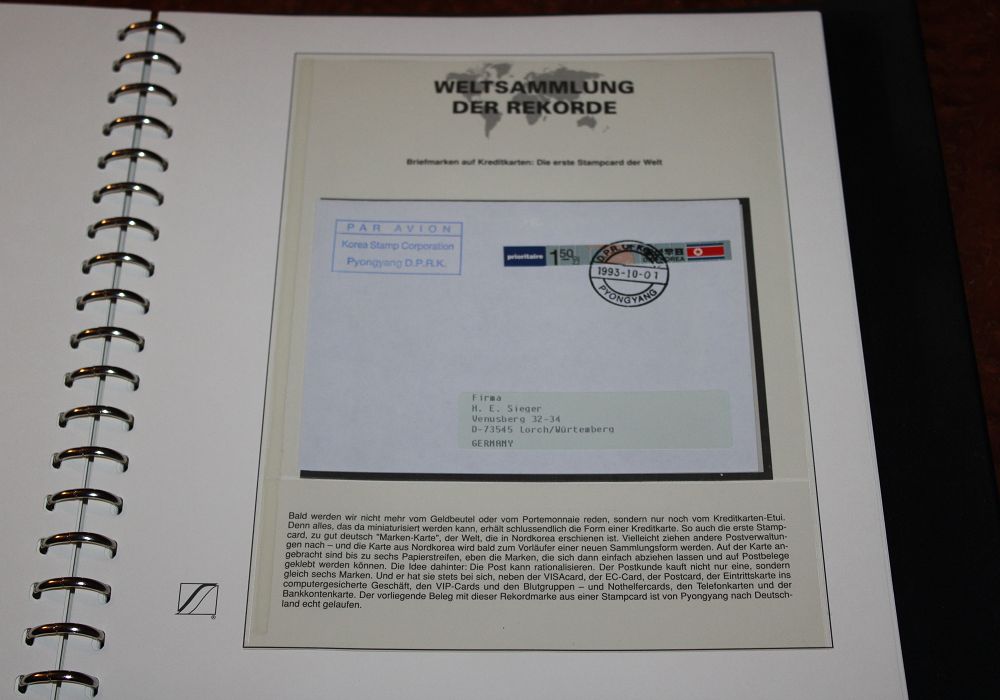 WELTSAMMLUNG
DER REKORDE
Briefmarken auf Kreditkarten: Die erste Stampcard der Welt
PAR AVION
Korea Stamp Corporation
Pyongyang D.P.R.K.
prioritaire 150
D.P.R. OF KOREA
1993-10-01
PYONGYANG
Firma
H. E. Sieger
Venusberg 32-34
D-73545 Lorch/Würtemberg
GERMANY
Bald werden wir nicht mehr vom Geldbeutel oder vom Portemonnaie reden, sondern nur noch vom Kreditkarten-Etui.
Denn alles, das da miniaturisiert werden kann, erhält schlussendlich die Form einer Kreditkarte. So auch die erste Stamp-
card, zu gut deutsch "Marken-Karte", der Welt, die in Nordkorea erschienen ist. Vielleicht ziehen andere Postverwaltun-
gen nach – und die Karte aus Nordkorea wird bald zum Vorläufer einer neuen Sammlungsform werden. Auf der Karte an-
gebracht sind bis zu sechs Papierstreifen, eben die Marken, die sich dann einfach abziehen lassen und auf Postbelege
geklebt werden können. Die Idee dahinter: Die Post kann rationalisieren. Der Postkunde kauft nicht nur eine, sondern
gleich sechs Marken. Und er hat sie stets bei sich, neben der VISAcard, der EC-Card, der Postcard, der Eintrittskarte ins
computergesicherte Geschäft, den VIP-Cards und den Blutgruppen – und Nothelfercards, den Telefonkarten und der
Bankkontenkarte. Der vorliegende Beleg mit dieser Rekordmarke aus einer Stampcard ist von Pyongyang nach Deutsch-
land echt gelaufen.